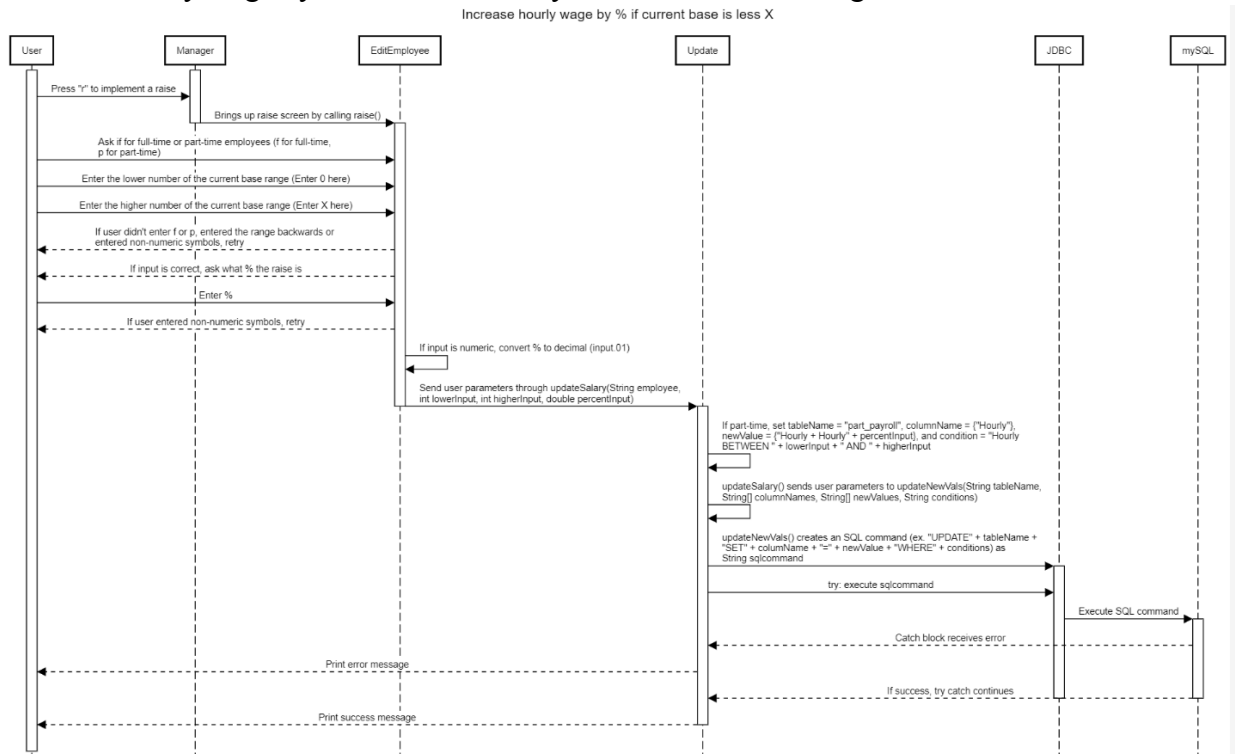 Increase hourly wage by % if current base is less X
User
Manager
EditEmployee
Update
JDBC
mySQL
Press "r" to implement a raise
Brings up raise screen by calling raise()
Ask if for full-time or part-time employees (f for full-time,
p for part-time)
Enter the lower number of the current base range (Enter 0 here)
Enter the higher number of the current base range (Enter X here)
If user didn't enter f or p, entered the range backwards or
entered non-numeric symbols, retry
If input is correct, ask what % the raise is
Enter %
If user entered non-numeric symbols, retry
If input is numeric, convert % to decimal (input.01)
Send user parameters through updateSalary(String employee,
int lowerInput, int higherInput, double percentInput)
If part-time, set tableName = "part_payroll", columnName = {"Hourly"},
newValue = {"Hourly + Hourly" + percentInput}, and condition = "Hourly
BETWEEN " + lowerInput + " AND " + higherInput
updateSalary() sends user parameters to updateNewVals(String tableName,
String[] columnNames, String[] newValues, String conditions)
updateNewVals() creates an SQL command (ex. "UPDATE" + tableName +
"SET" + columName + "=" + newValue + "WHERE" + conditions) as
String sqlcommand
try: execute sqlcommand
Execute SQL command
Catch block receives error
Print error message
If success, try catch continues
Print success message